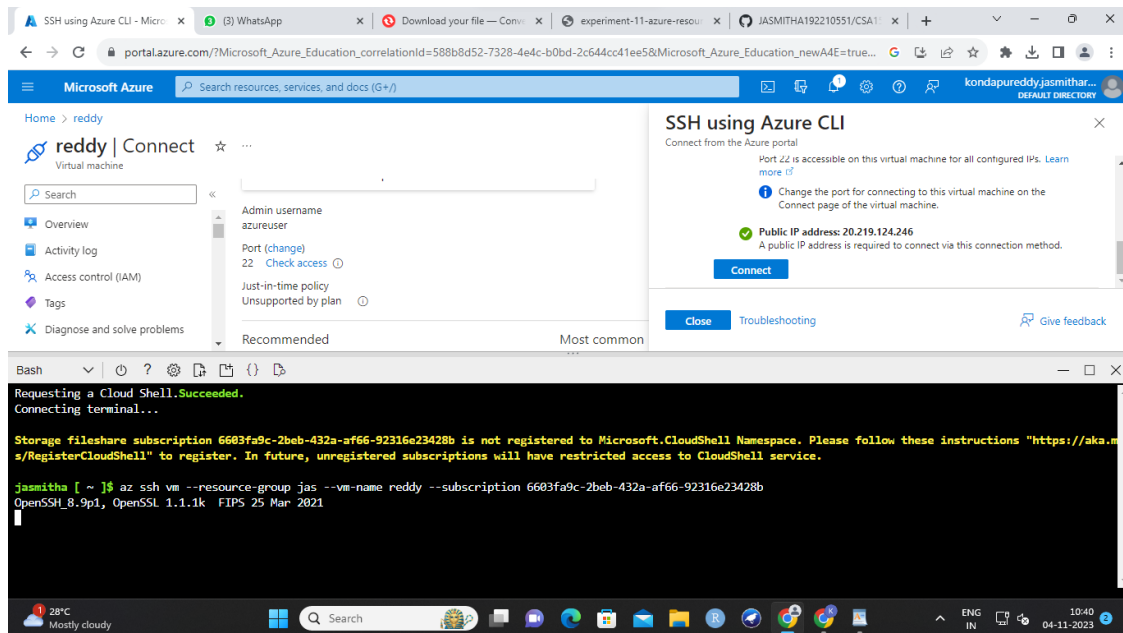 SSH using Azure CLI - Micro
(3) WhatsApp
Download your file — Conv
experiment-11-azure-resour
JASMITHA192210551/CSA15
portal.azure.com/?Microsoft_Azure_Education_correlationId=588b8d52-7328-4e4c-b0bd-2c644cc41ee5&Microsoft_Azure_Education_newA4E=true...
Microsoft Azure
Search resources, services, and docs (G+/)
1
kondapureddy.jasmithar...
DEFAULT DIRECTORY
Home > reddy
reddy | Connect
Virtual machine
Search
Overview
Activity log
Access control (IAM)
Tags
Diagnose and solve problems
Admin username
azureuser
Port (change)
22 Check access
Just-in-time policy
Unsupported by plan
Recommended
Most common
SSH using Azure CLI
Connect from the Azure portal
Port 22 is accessible on this virtual machine for all configured IPs. Learn
more
Change the port for connecting to this virtual machine on the
Connect page of the virtual machine.
Public IP address: 20.219.124.246
A public IP address is required to connect via this connection method.
Connect
Close
Troubleshooting
Give feedback
Bash
Requesting a Cloud Shell.Succeeded.
Connecting terminal...
Storage fileshare subscription 6603fa9c-2beb-432a-af66-92316e23428b is not registered to Microsoft.CloudShell Namespace. Please follow these instructions "https://aka.m
s/RegisterCloudShell" to register. In future, unregistered subscriptions will have restricted access to CloudShell service.
jasmitha [ ~ ]$ az ssh vm --resource-group jas --vm-name reddy --subscription 6603fa9c-2beb-432a-af66-92316e23428b
OpenSSH_8.9p1, OpenSSL 1.1.1k  FIPS 25 Mar 2021
1
28°C
Mostly cloudy
Search
ENG
IN
10:40
04-11-2023
2